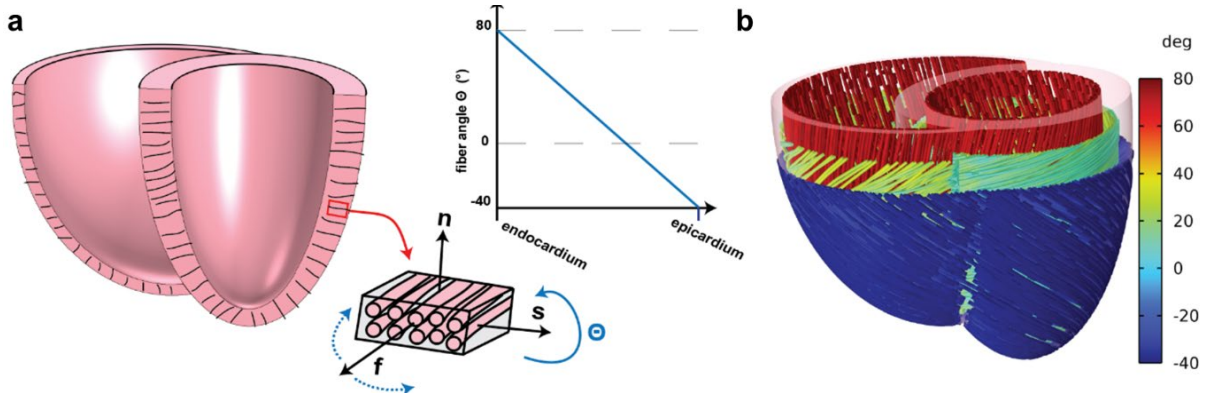 a
80
fiber angle Θ (°)
0
-40
endocardium
epicardium
n
s
f
Θ
b
deg
80
60
40
20
0
-20
-40